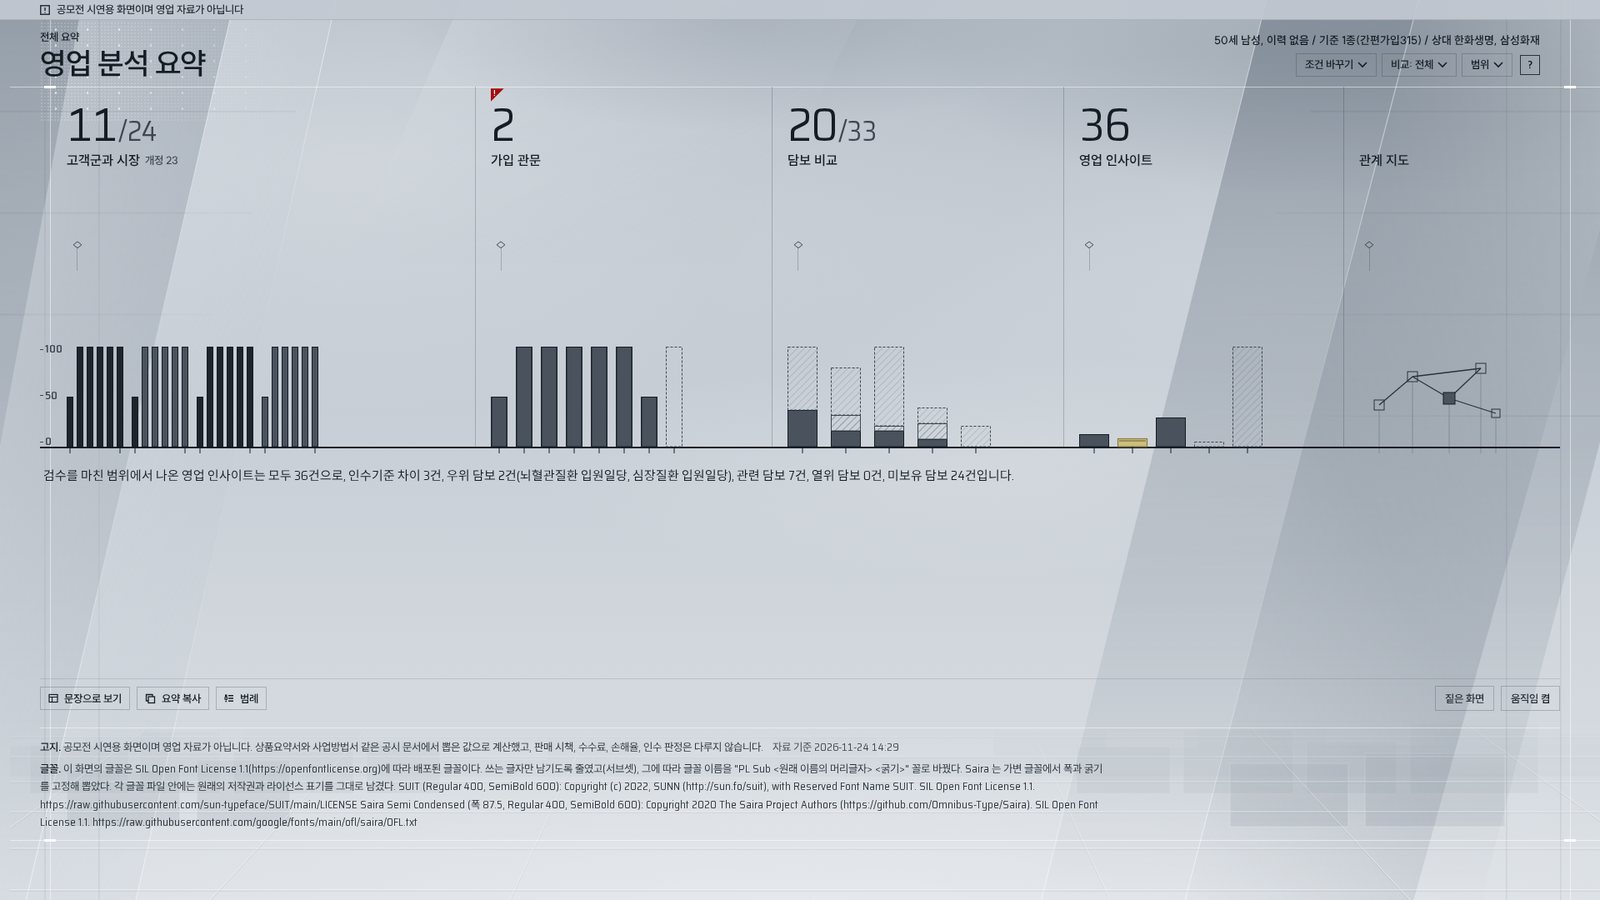 공모전 시연용 화면이며 영업 자료가 아닙니다
전체 요약
영업 분석 요약
50세 남성, 이력 없음 / 기준 1종(간편가입315) / 상대 한화생명, 삼성화재
조건 바꾸기
비교: 전체
범위
?
11/24
고객군과 시장 개정 23
2
가입 관문
20/33
담보 비교
36
영업 인사이트
관계 지도
100
50
0
검수를 마친 범위에서 나온 영업 인사이트는 모두 36건으로, 인수기준 차이 3건, 우위 담보 2건(뇌혈관질환 입원일당, 심장질환 입원일당), 관련 담보 7건, 열위 담보 0건, 미보유 담보 24건입니다.
문장으로 보기
요약 복사
범례
짙은 화면
움직임 켬
고지. 공모전 시연용 화면이며 영업 자료가 아닙니다. 상품요약서와 사업방법서 같은 공시 문서에서 뽑은 값으로 계산했고, 판매 시책, 수수료, 손해율, 인수 판정은 다루지 않습니다. 자료 기준 2026-11-24 14:29
글꼴. 이 화면의 글꼴은 SIL Open Font License 1.1(https://openfontlicense.org)에 따라 배포된 글꼴이다. 쓰는 글자만 남기도록 줄였고(서브셋), 그에 따라 글꼴 이름을 "PL Sub <원래 이름의 머리글자> <굵기>" 꼴로 바꿨다. Saira 는 가변 글꼴에서 폭과 굵기
를 고정해 뽑았다. 각 글꼴 파일 안에는 원래의 저작권과 라이선스 표기를 그대로 남겼다. SUIT (Regular 400, SemiBold 600): Copyright (c) 2022, SUNN (http://sun.fo/suit), with Reserved Font Name SUIT. SIL Open Font License 1.1.
https://raw.githubusercontent.com/sun-typeface/SUIT/main/LICENSE Saira Semi Condensed (폭 87.5, Regular 400, SemiBold 600): Copyright 2020 The Saira Project Authors (https://github.com/Omnibus-Type/Saira). SIL Open Font
License 1.1. https://raw.githubusercontent.com/google/fonts/main/ofl/saira/OFL.txt